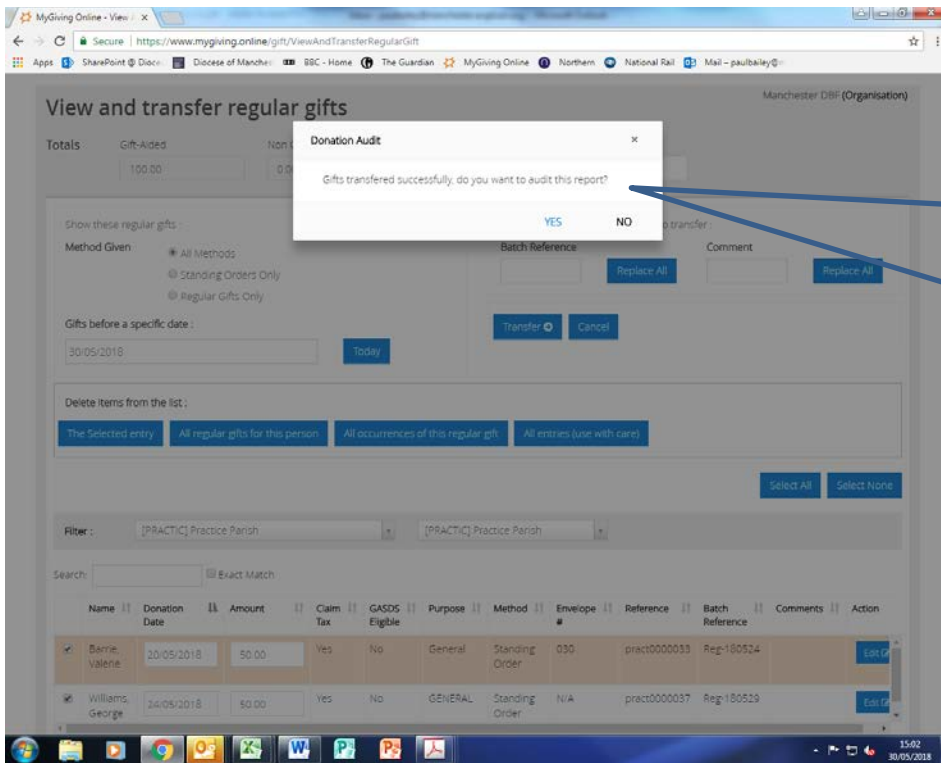 MyGiving Online - View
Secure | https://www.mygiving.online/gift/ViewAndTransferRegularGift
Apps SharePoint @ Dioce Diocese of Manches BBC - Home The Guardian MyGiving Online Northern National Rail Mail – paulbailey@
View and transfer regular gifts
Manchester DBF (Organisation)
Totals Gift-Aided Non
100.00 0.00
Donation Audit ×
Gifts transfered successfully, do you want to audit this report?
YES NO
Show these regular gifts : o transfer :
Method Given All Methods Batch Reference Comment
Standing Orders Only Replace All Replace All
Regular Gifts Only
Gifts before a specific date : Transfer Cancel
30/05/2018 Today
Delete items from the list :
The Selected entry All regular gifts for this person All occurrences of this regular gift All entries (use with care)
Select All Select None
Filter : [PRACTIC] Practice Parish [PRACTIC] Practice Parish
Search: Exact Match
Name Donation Date Amount Claim Tax GASDS Eligible Purpose Method Envelope # Reference Batch Reference Comments Action
Barrie, Valerie 20/05/2018 50.00 Yes No General Standing Order 030 pract0000033 Reg-180524 Edit
Williams, George 24/05/2018 50.00 Yes No GENERAL Standing Order N/A pract0000037 Reg-180529 Edit
15:02
30/05/2018